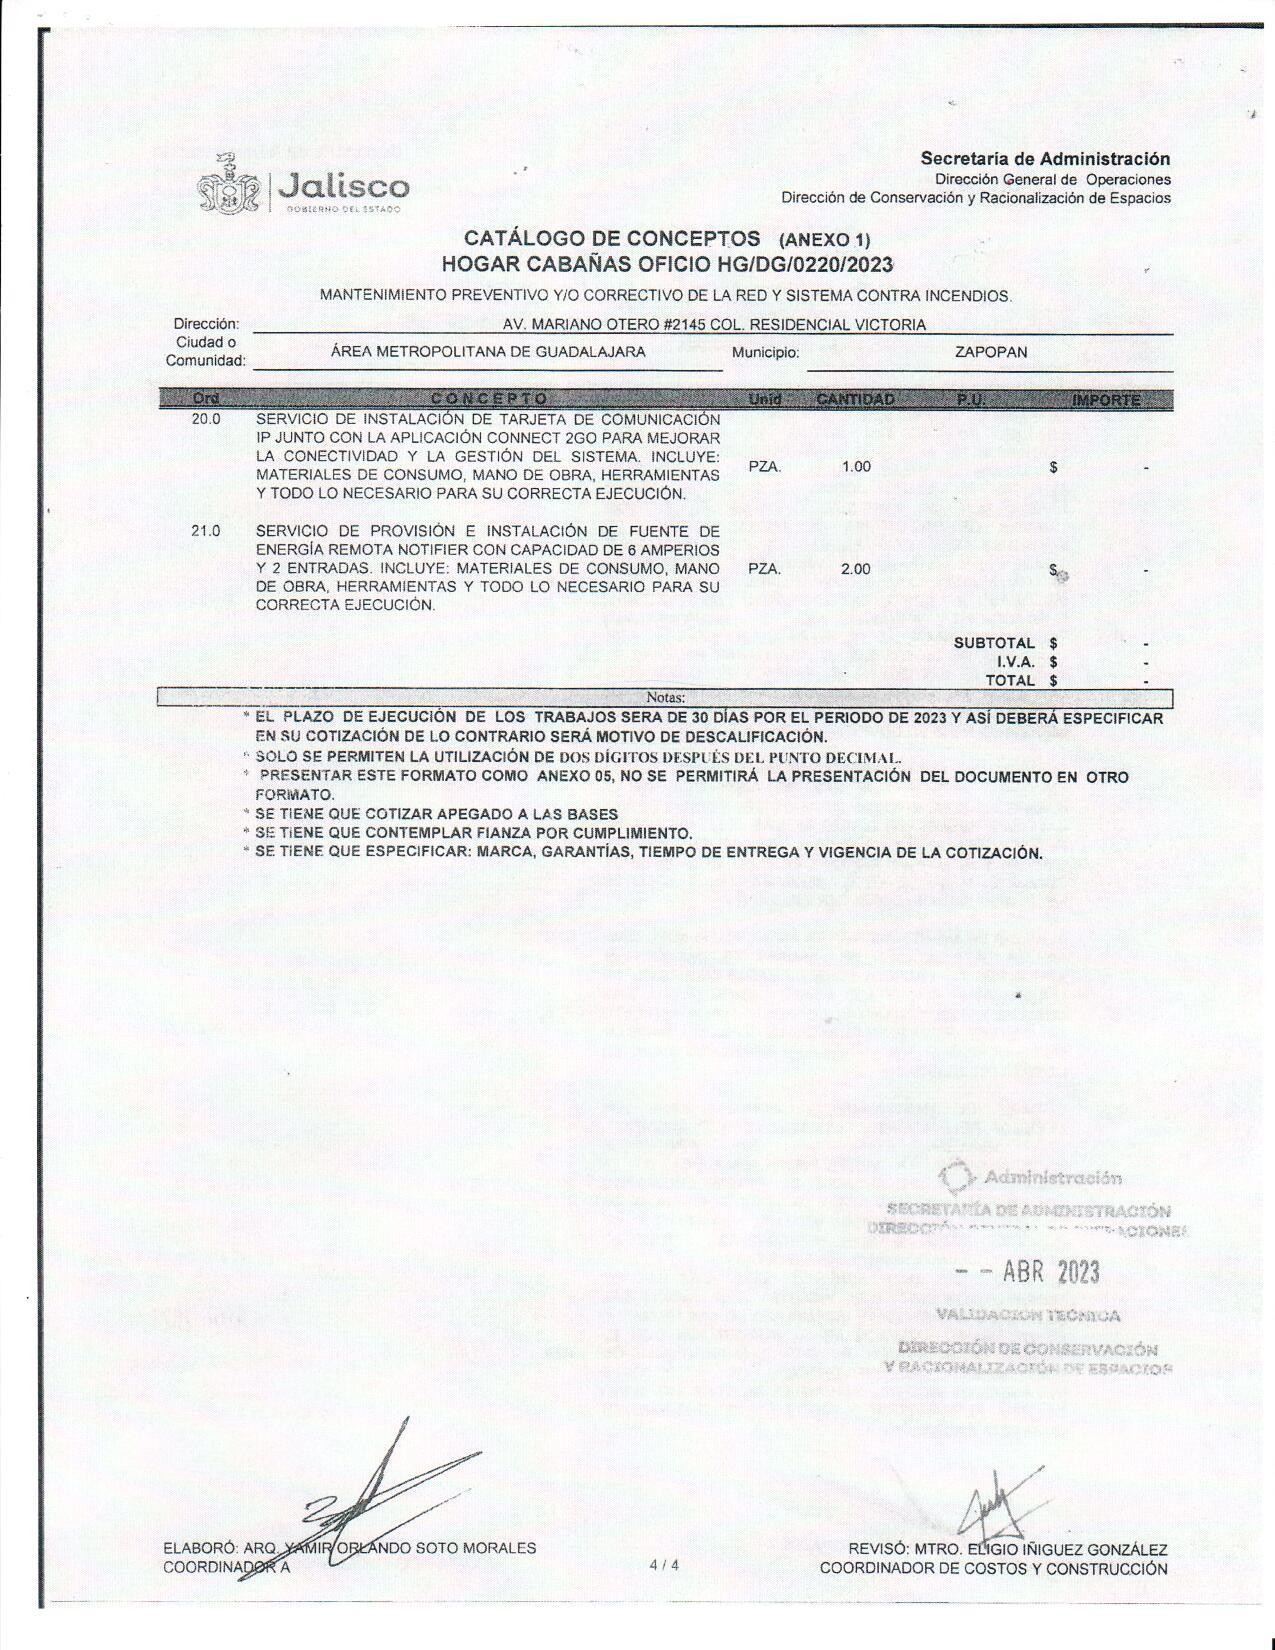 Jalisco
GOBIERNO DEL ESTADO
Secretaría de Administración
Dirección General de Operaciones
Dirección de Conservación y Racionalización de Espacios
CATÁLOGO DE CONCEPTOS (ANEXO 1)
HOGAR CABAÑAS OFICIO HG/DG/0220/2023
MANTENIMIENTO PREVENTIVO Y/O CORRECTIVO DE LA RED Y SISTEMA CONTRA INCENDIOS.
Dirección: AV. MARIANO OTERO #2145 COL. RESIDENCIAL VICTORIA
Ciudad o
Comunidad: ÁREA METROPOLITANA DE GUADALAJARA Municipio: ZAPOPAN
Ord CONCEPTO Unid CANTIDAD P.U. IMPORTE
20.0 SERVICIO DE INSTALACIÓN DE TARJETA DE COMUNICACIÓN
IP JUNTO CON LA APLICACIÓN CONNECT 2GO PARA MEJORAR
LA CONECTIVIDAD Y LA GESTIÓN DEL SISTEMA. INCLUYE:
MATERIALES DE CONSUMO, MANO DE OBRA, HERRAMIENTAS
Y TODO LO NECESARIO PARA SU CORRECTA EJECUCIÓN.
PZA. 1.00 $ -
21.0 SERVICIO DE PROVISIÓN E INSTALACIÓN DE FUENTE DE
ENERGÍA REMOTA NOTIFIER CON CAPACIDAD DE 6 AMPERIOS
Y 2 ENTRADAS. INCLUYE: MATERIALES DE CONSUMO, MANO
DE OBRA, HERRAMIENTAS Y TODO LO NECESARIO PARA SU
CORRECTA EJECUCIÓN.
PZA. 2.00 $ -
SUBTOTAL $ -
I.V.A. $ -
TOTAL $ -
Notas:
* EL PLAZO DE EJECUCIÓN DE LOS TRABAJOS SERA DE 30 DÍAS POR EL PERIODO DE 2023 Y ASÍ DEBERÁ ESPECIFICAR
EN SU COTIZACIÓN DE LO CONTRARIO SERÁ MOTIVO DE DESCALIFICACIÓN.
* SOLO SE PERMITEN LA UTILIZACIÓN DE DOS DÍGITOS DESPUÉS DEL PUNTO DECIMAL.
* PRESENTAR ESTE FORMATO COMO ANEXO 05, NO SE PERMITIRÁ LA PRESENTACIÓN DEL DOCUMENTO EN OTRO
FORMATO.
* SE TIENE QUE COTIZAR APEGADO A LAS BASES
* SE TIENE QUE CONTEMPLAR FIANZA POR CUMPLIMIENTO.
* SE TIENE QUE ESPECIFICAR: MARCA, GARANTÍAS, TIEMPO DE ENTREGA Y VIGENCIA DE LA COTIZACIÓN.
Administración
SECRETARÍA DE ADMINISTRACIÓN
- - ABR 2023
VALIDACION TECNICA
DIRECCIÓN DE CONSERVACIÓN
Y RACIONALIZACIÓN DE ESPACIOS
ELABORÓ: ARQ. YAMIR ORLANDO SOTO MORALES
COORDINADOR A
4 / 4
REVISÓ: MTRO. ELIGIO IÑIGUEZ GONZÁLEZ
COORDINADOR DE COSTOS Y CONSTRUCCIÓN